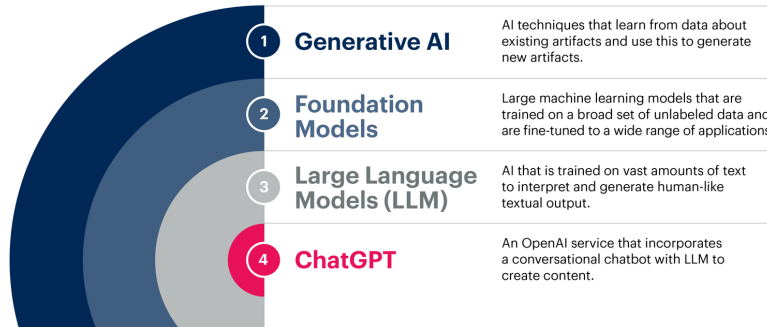 1
Generative AI
AI techniques that learn from data about
existing artifacts and use this to generate
new artifacts.
2
Foundation
Models
Large machine learning models that are
trained on a broad set of unlabeled data and
are fine-tuned to a wide range of applications
3
Large Language
Models (LLM)
AI that is trained on vast amounts of text
to interpret and generate human-like
textual output.
4
ChatGPT
An OpenAI service that incorporates
a conversational chatbot with LLM to
create content.